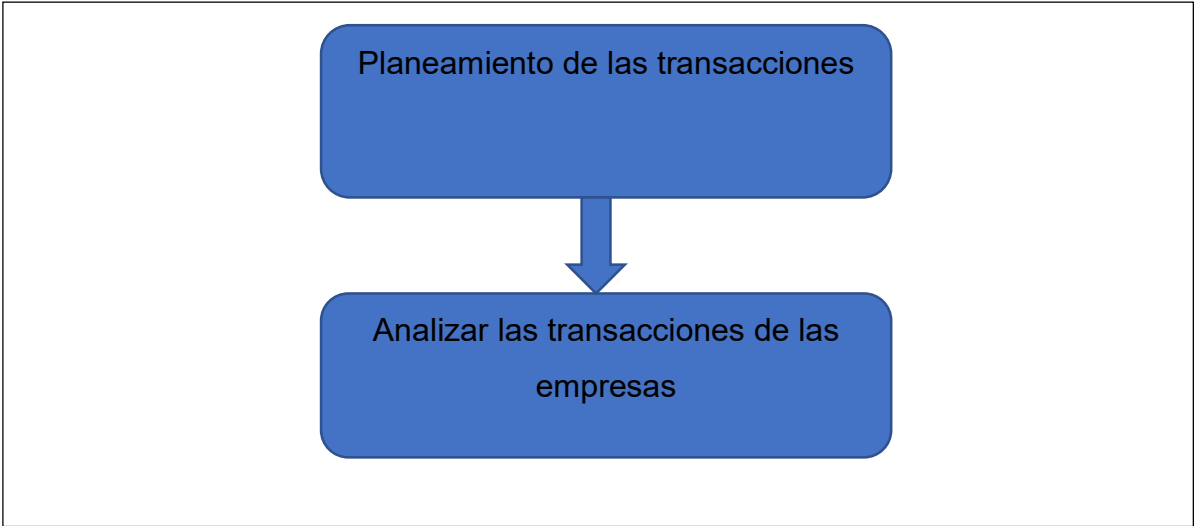 Planeamiento de las transacciones
Analizar las transacciones de las
empresas